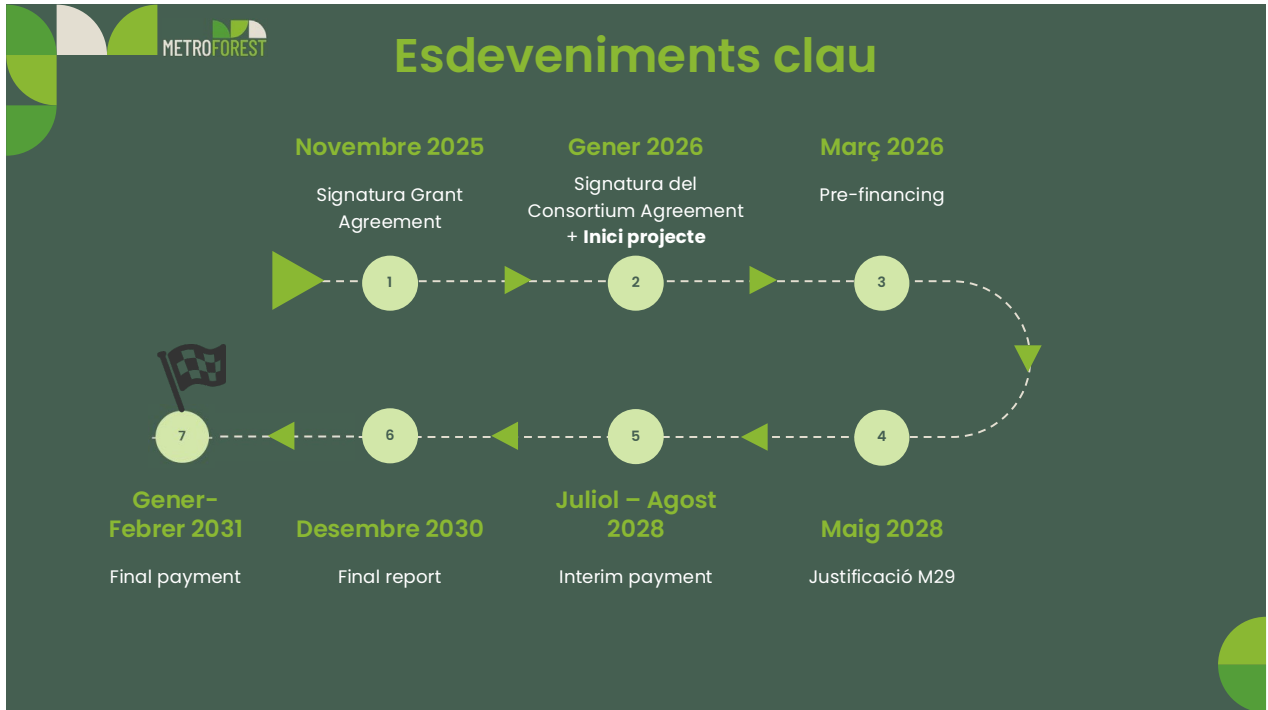 METROFOREST
Esdeveniments clau
Novembre 2025
Signatura Grant
Agreement
Gener 2026
Signatura del
Consortium Agreement
+ Inici projecte
Març 2026
Pre-financing
1
2
3
7
6
5
4
Gener-
Febrer 2031
Final payment
Desembre 2030
Final report
Juliol – Agost
2028
Interim payment
Maig 2028
Justificació M29